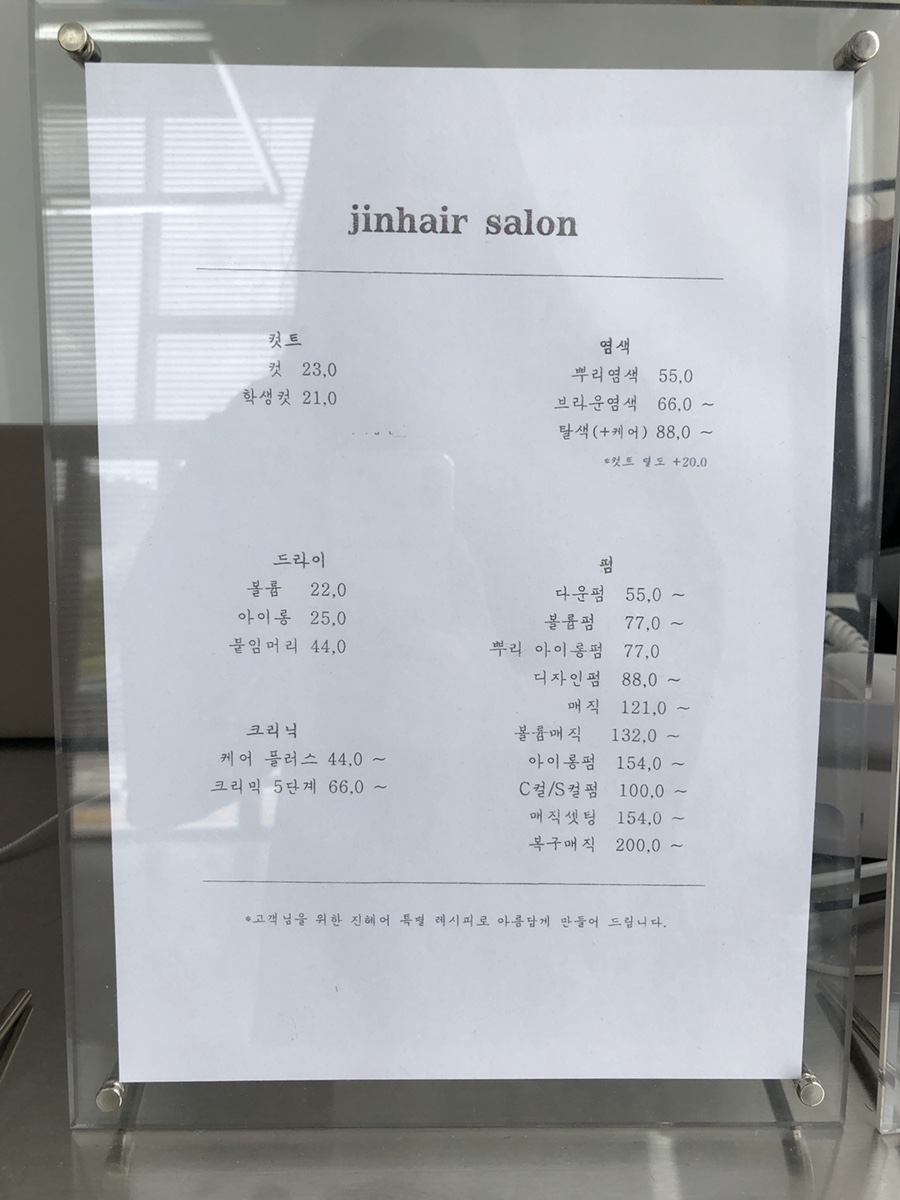 jinhair salon
컷트
컷 23,0
학생컷 21,0
염색
뿌리염색 55,0
브라운염색 66,0 ~
탈색(+케어) 88,0 ~
*컷트 별도 +20.0
드라이
볼륨 22,0
아이롱 25,0
붙임머리 44,0
크리닉
케어 플러스 44,0 ~
크리믹 5단계 66,0 ~
펌
다운펌 55,0 ~
볼륨펌 77,0 ~
뿌리 아이롱펌 77,0
디자인펌 88,0 ~
매직 121,0 ~
볼륨매직 132,0 ~
아이롱펌 154,0 ~
C컬/S컬펌 100,0 ~
매직셋팅 154,0 ~
복구매직 200,0 ~
*고객님을 위한 진헤어 특별 레시피로 아름답게 만들어 드립니다.